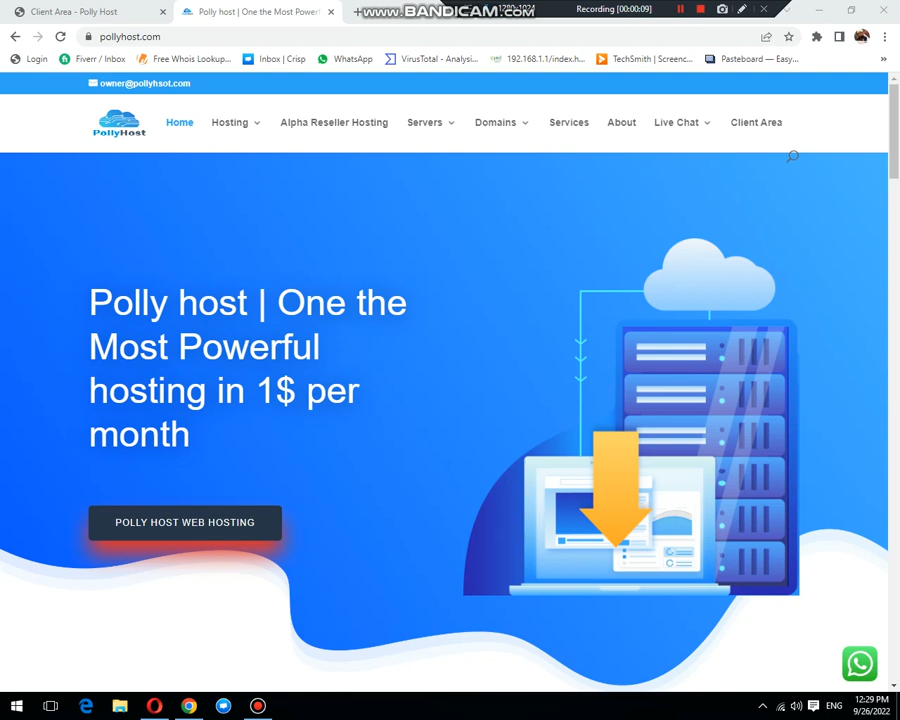 Client Area - Polly Host
Polly host | One the Most Powerf
www.BANDICAM.com
Recording [00:00:09]
pollyhost.com
Login
Fiverr / Inbox
Free Whois Lookup...
Inbox | Crisp
WhatsApp
VirusTotal - Analysi...
192.168.1.1/index.h...
TechSmith | Screenc...
Pasteboard — Easy...
owner@pollyhsot.com
PollyHost
Home
Hosting
Alpha Reseller Hosting
Servers
Domains
Services
About
Live Chat
Client Area
Polly host | One the
Most Powerful
hosting in 1$ per
month
POLLY HOST WEB HOSTING
ENG
12:29 PM
9/26/2022